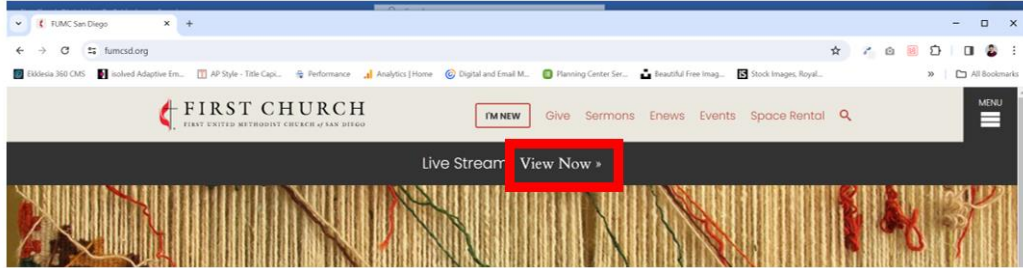 FUMC San Diego
fumcsd.org
Ekklesia 360 CMS isolved Adaptive Em... AP Style - Title Capi... Performance Analytics | Home Digital and Email M... Planning Center Ser... Beautiful Free Imag... Stock Images, Royal... » All Bookmarks
FIRST CHURCH
FIRST UNITED METHODIST CHURCH of SAN DIEGO
I'M NEW Give Sermons Enews Events Space Rental
MENU
Live Stream View Now »